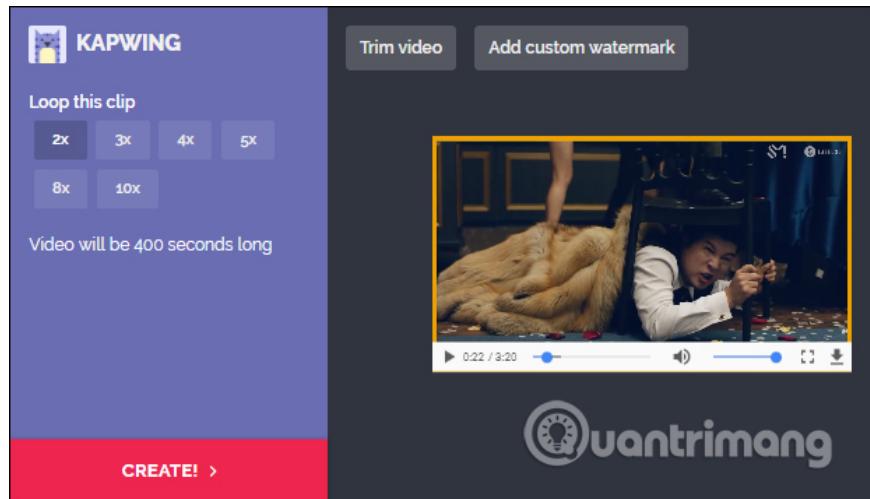 KAPWING
Loop this clip
2x 3x 4x 5x
8x 10x
Video will be 400 seconds long
CREATE! >
Trim video Add custom watermark
0:22 / 3:20
Quantrimang